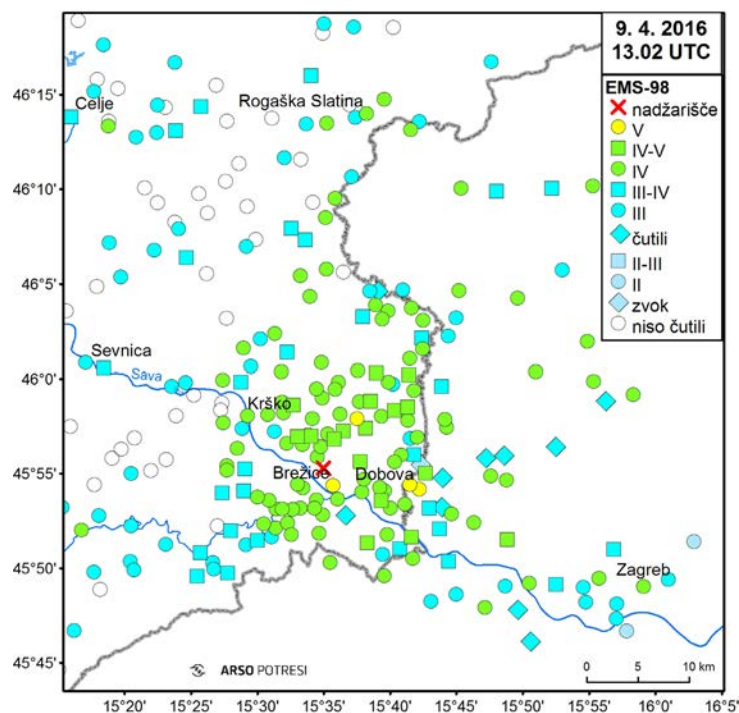 9. 4. 2016
13.02 UTC
EMS-98
nadžarišče
V
IV-V
IV
III-IV
III
čutili
II-III
II
zvok
niso čutili
46°15'
46°10'
46°5'
46°0'
45°55'
45°50'
45°45'
Celje
Rogaška Slatina
Sevnica
Sava
Krško
Brežice
Dobova
Zagreb
ARSO POTRESI
0 5 10 km
15°20' 15°25' 15°30' 15°35' 15°40' 15°45' 15°50' 15°55' 16°0' 16°5'